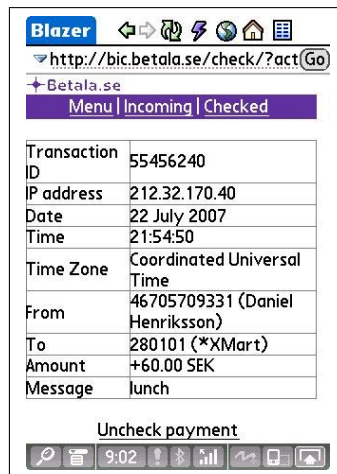 Blazer
http://bic.betala.se/check/?act Go
Betala.se
Menu | Incoming | Checked
Transaction
ID
55456240
IP address 212.32.170.40
Date 22 July 2007
Time 21:54:50
Time Zone
Coordinated Universal
Time
From
46705709331 (Daniel
Henriksson)
To 280101 (*XMart)
Amount +60.00 SEK
Message lunch
Uncheck payment
9:02